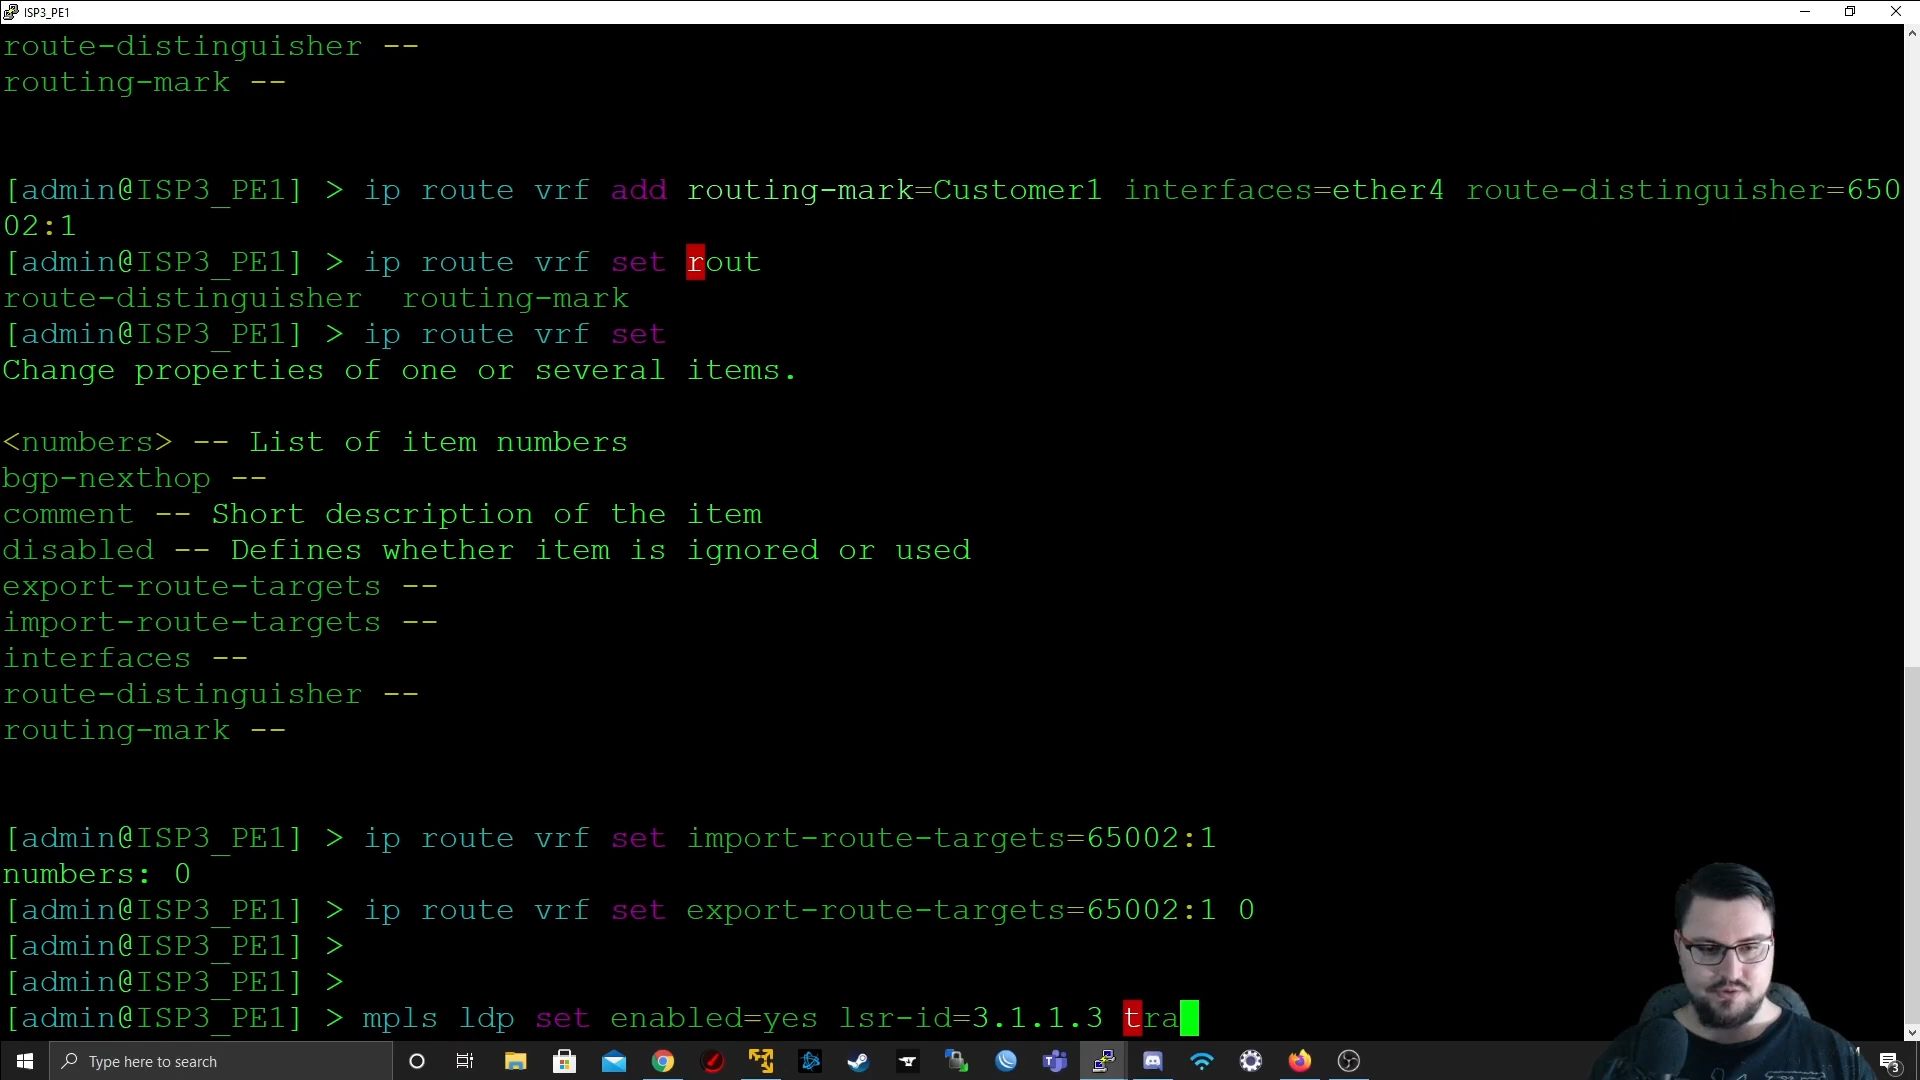 ISP3_PE1
route-distinguisher --
routing-mark --
[admin@ISP3_PE1] > ip route vrf add routing-mark=Customer1 interfaces=ether4 route-distinguisher=650
02:1
[admin@ISP3_PE1] > ip route vrf set rout
route-distinguisher  routing-mark
[admin@ISP3_PE1] > ip route vrf set
Change properties of one or several items.
<numbers> -- List of item numbers
bgp-nexthop --
comment -- Short description of the item
disabled -- Defines whether item is ignored or used
export-route-targets --
import-route-targets --
interfaces --
route-distinguisher --
routing-mark --
[admin@ISP3_PE1] > ip route vrf set import-route-targets=65002:1
numbers: 0
[admin@ISP3_PE1] > ip route vrf set export-route-targets=65002:1 0
[admin@ISP3_PE1] >
[admin@ISP3_PE1] >
[admin@ISP3_PE1] > mpls ldp set enabled=yes lsr-id=3.1.1.3 tra
Type here to search
3